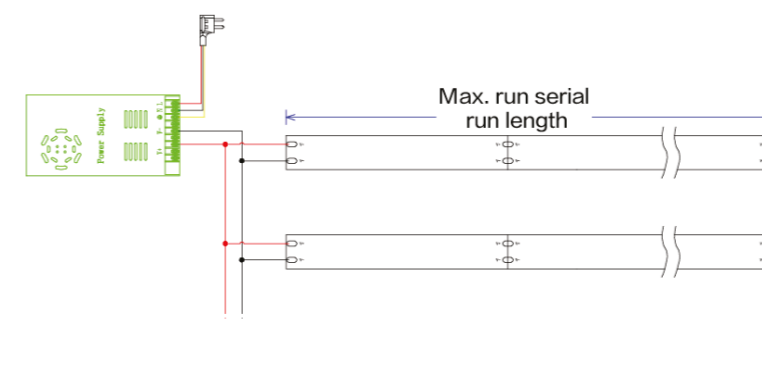 Max. run serial
run length
Power Supply
L
N
V-
V+